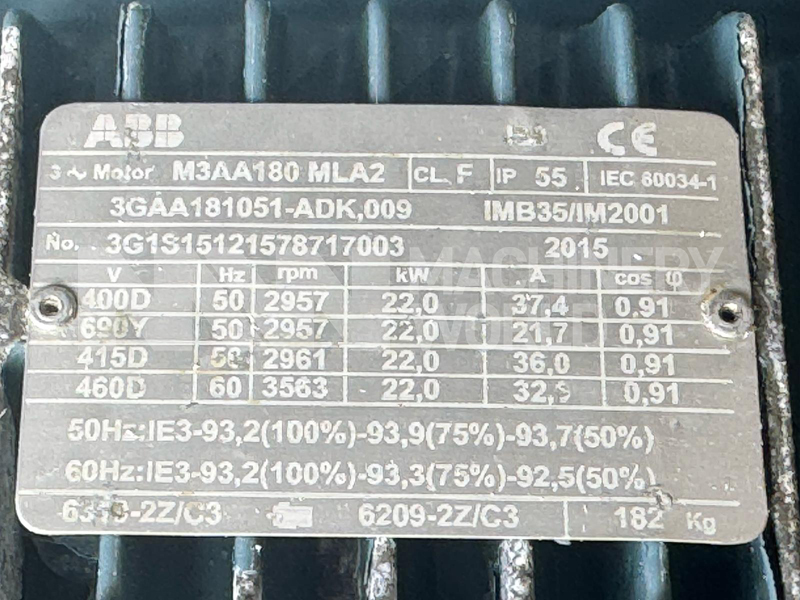 ABB CE
3 ~ Motor M3AA180 MLA2 CL. F IP 55 IEC 60034-1
3GAA181051-ADK,009 IMB35/IM2001
No. 3G1S15121578717003 2015
V Hz rpm kW A cos φ
400D 50 2957 22,0 37,4 0,91
690Y 50 2957 22,0 21,7 0,91
415D 50 2961 22,0 36,0 0,91
460D 60 3563 22,0 32,9 0,91
50Hz:IE3-93,2(100%)-93,9(75%)-93,7(50%)
60Hz:IE3-93,2(100%)-93,3(75%)-92,5(50%)
6209-2Z/C3 182 Kg
MACHINERY
WORLD